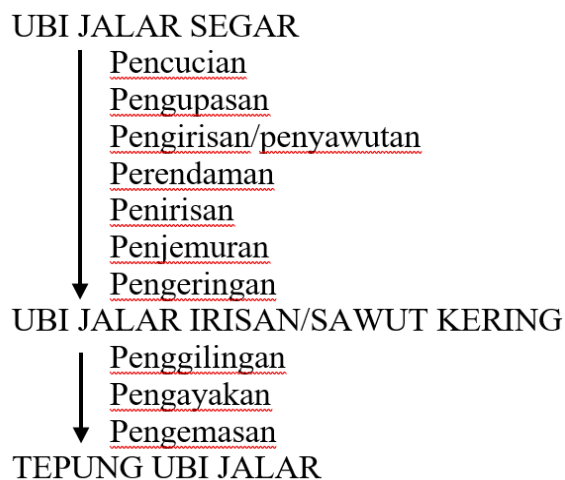 UBI JALAR SEGAR
Pencucian
Pengupasan
Pengirisan/penyawutan
Perendaman
Penirisan
Penjemuran
Pengeringan
UBI JALAR IRISAN/SAWUT KERING
Penggilingan
Pengayakan
Pengemasan
TEPUNG UBI JALAR